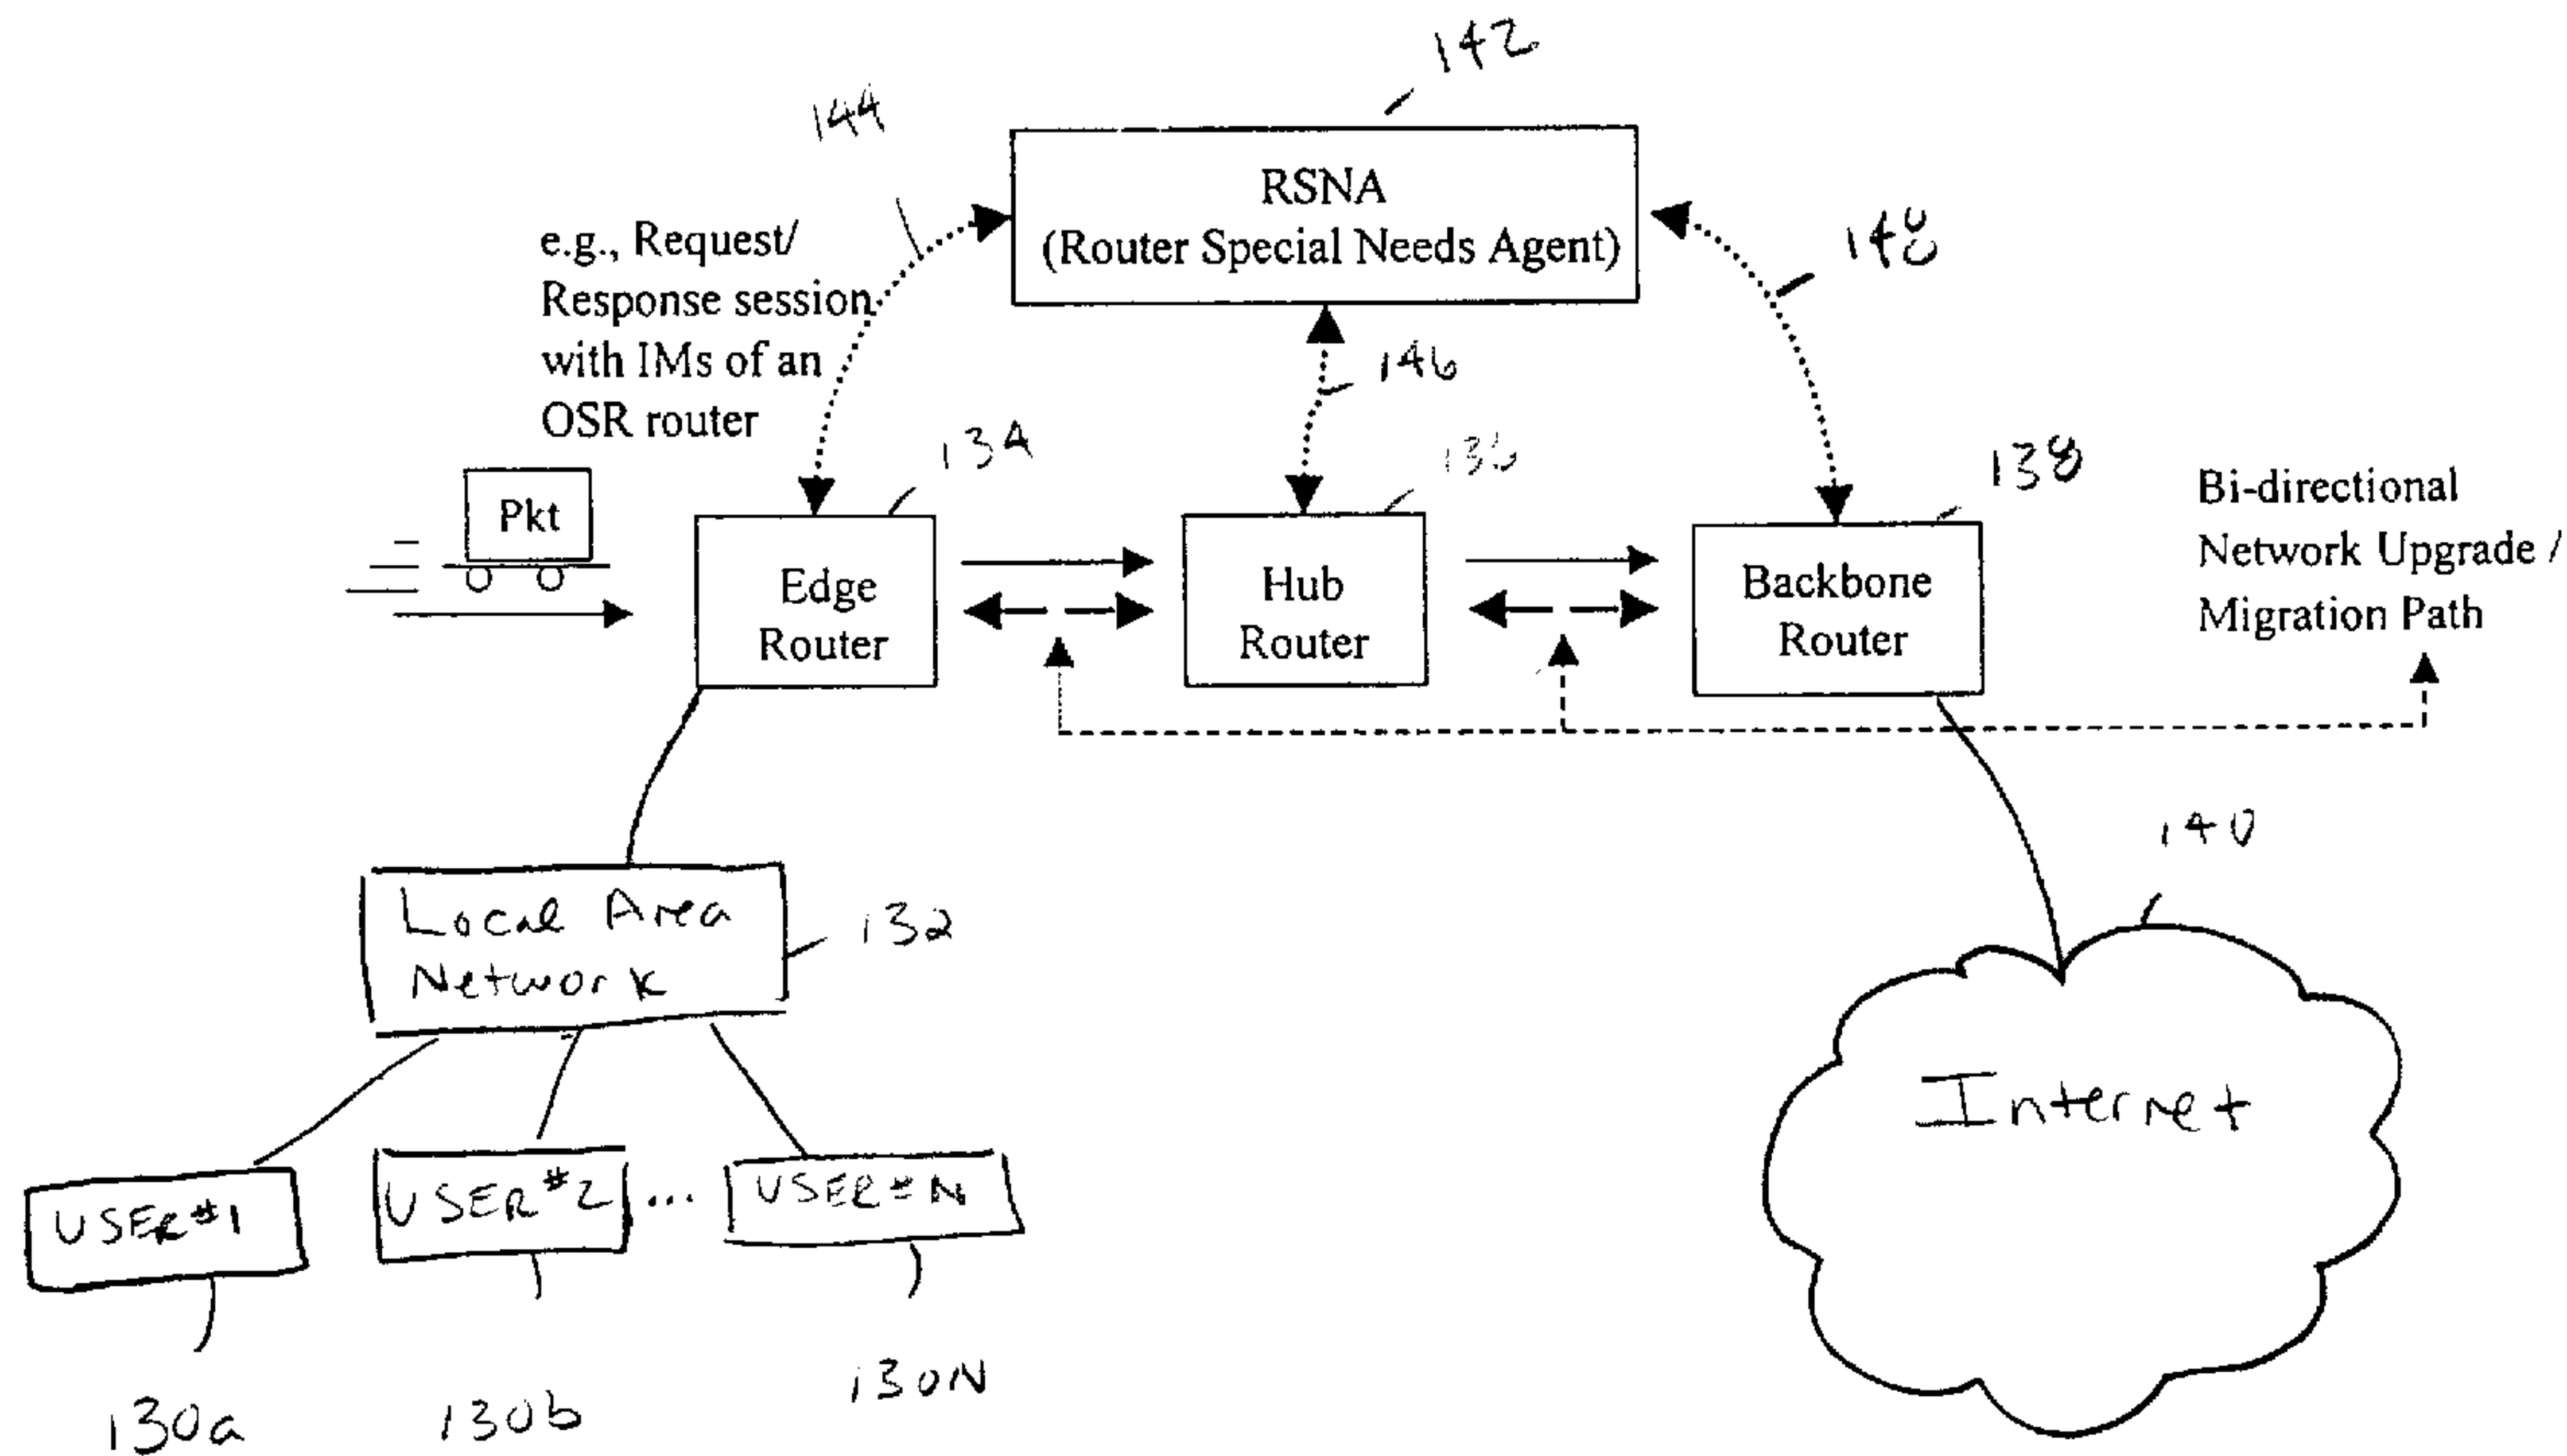 142
144
RSNA
(Router Special Needs Agent)
e.g., Request/
Response session
with IMs of an
OSR router
148
146
134
136
138
Bi-directional
Network Upgrade /
Migration Path
Pkt
Edge
Router
Hub
Router
Backbone
Router
140
Local Area
Network
132
Internet
USER #1
USER #2
...
USER # N
130a
130b
130N